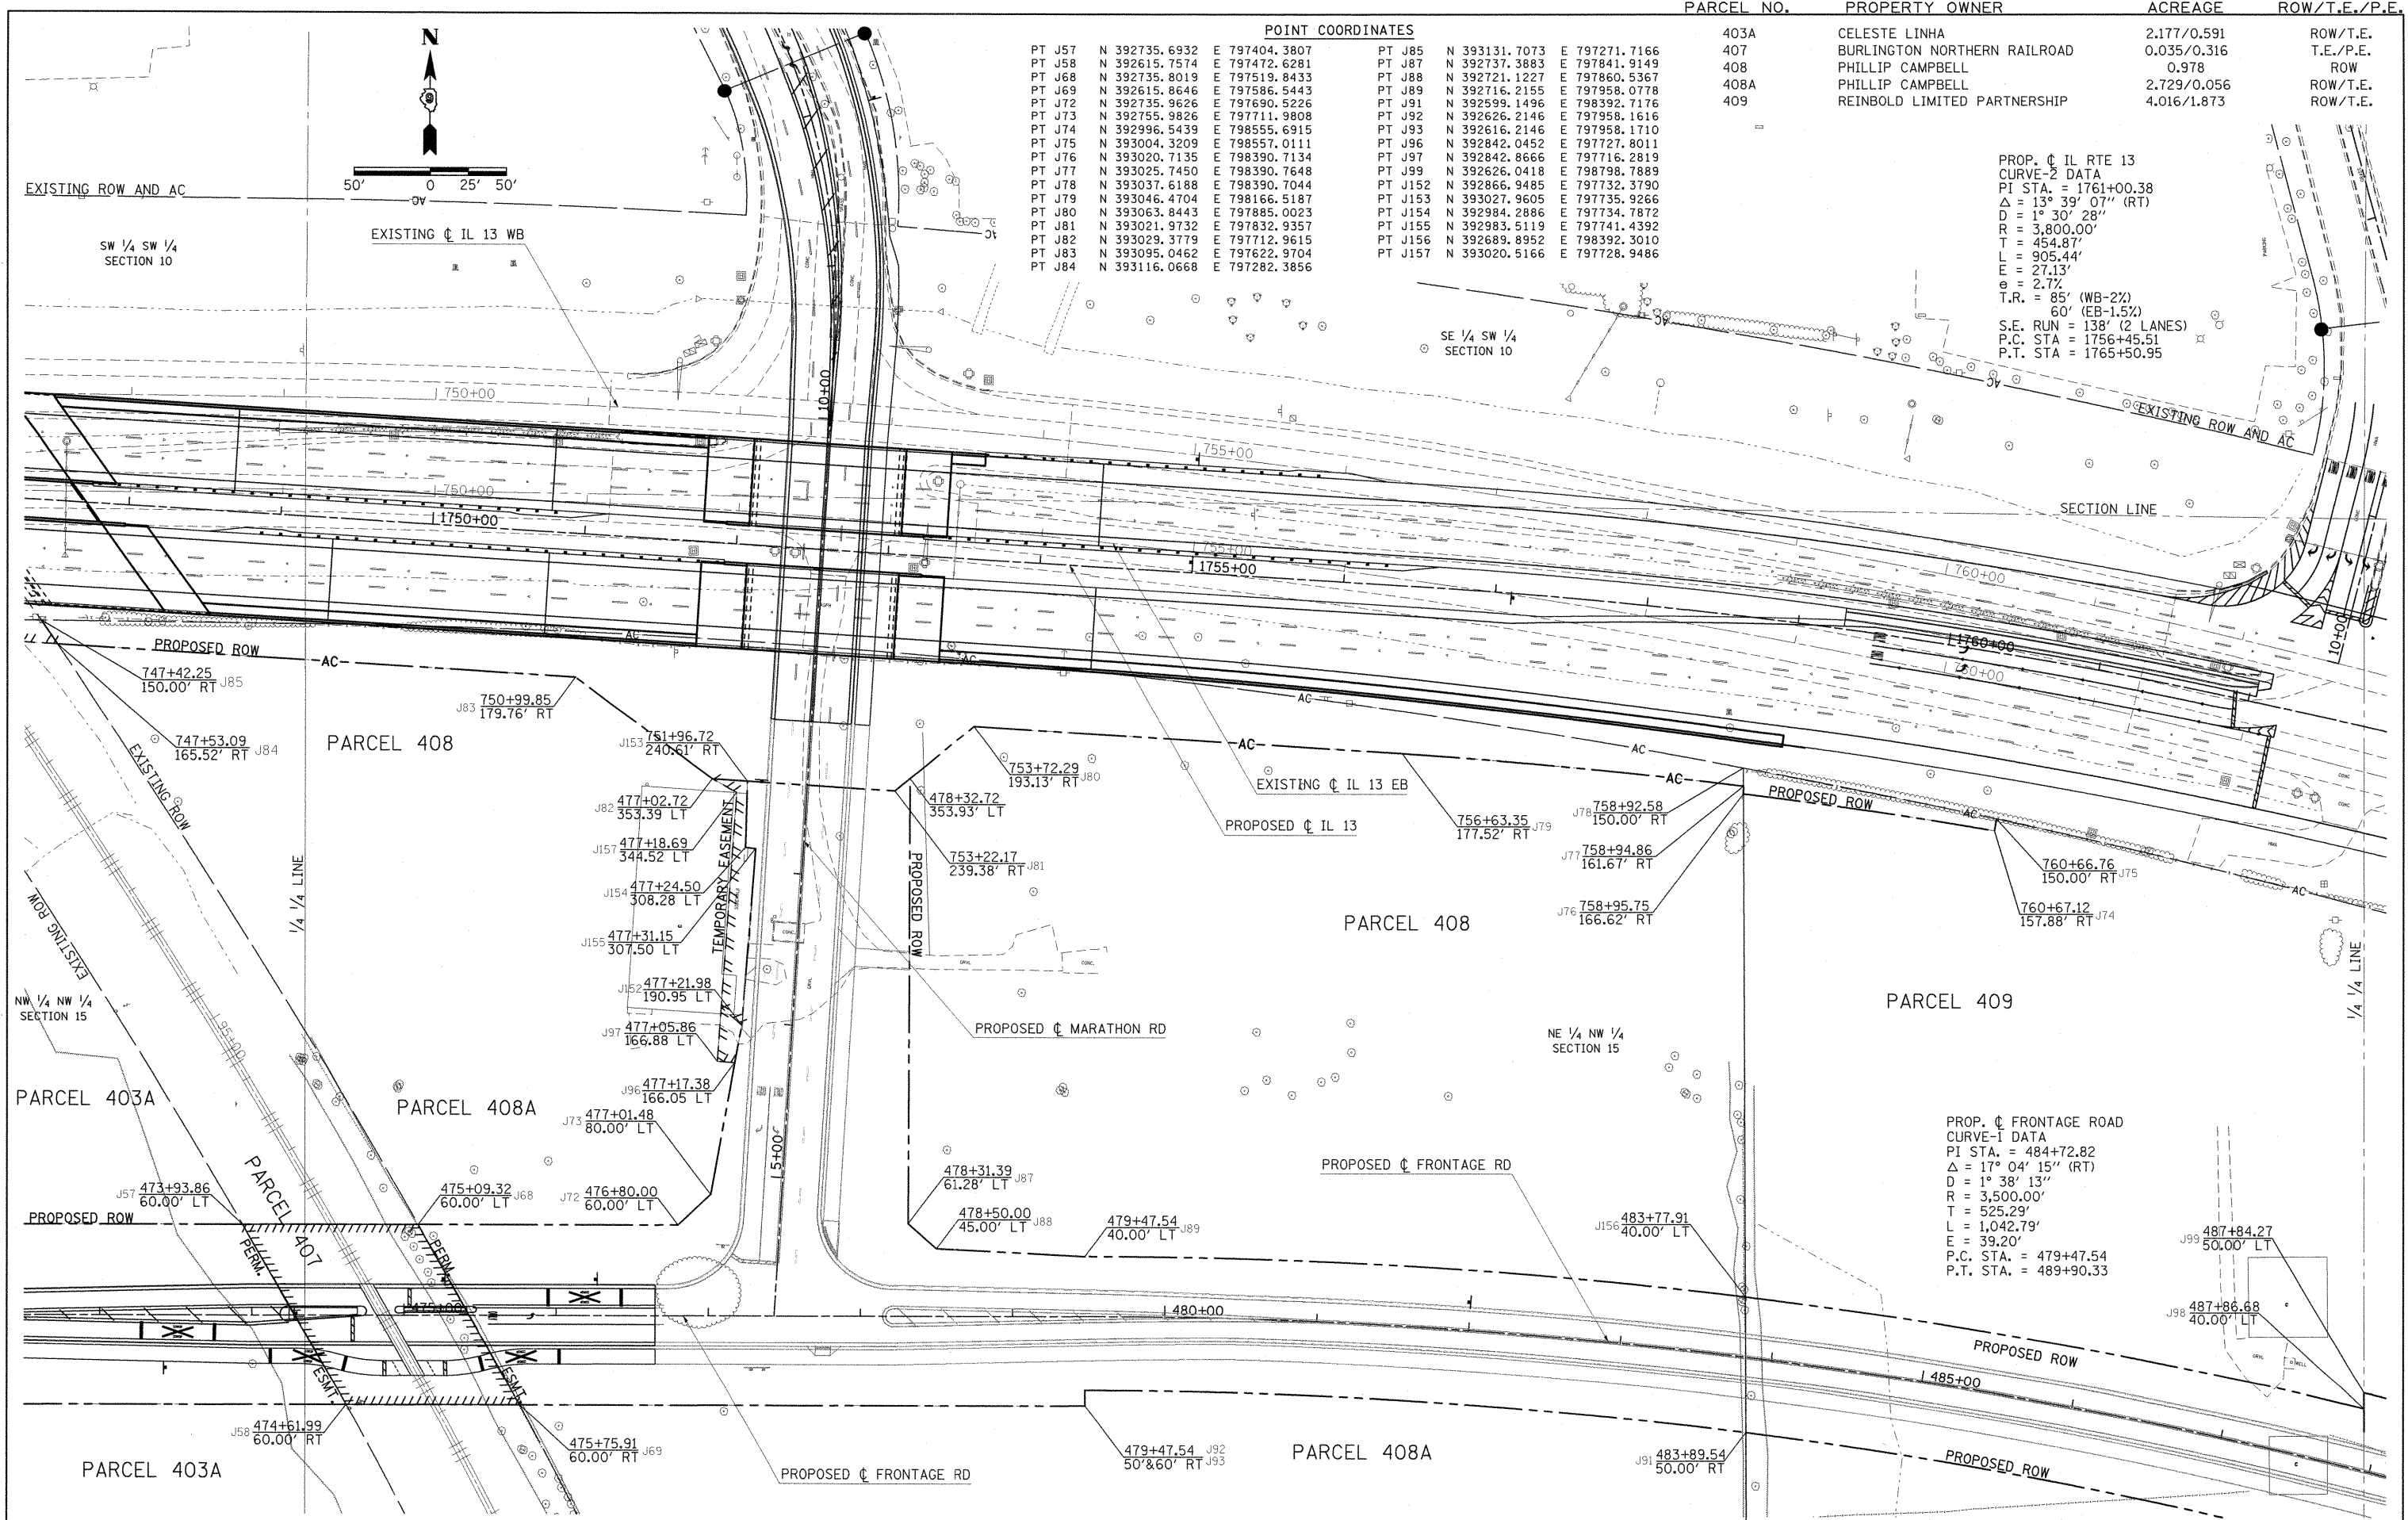 PARCEL NO. PROPERTY OWNER ACREAGE ROW/T.E./P.E.
403A CELESTE LINHA 2.177/0.591 ROW/T.E.
407 BURLINGTON NORTHERN RAILROAD 0.035/0.316 T.E./P.E.
408 PHILLIP CAMPBELL 0.978 ROW
408A PHILLIP CAMPBELL 2.729/0.056 ROW/T.E.
409 REINBOLD LIMITED PARTNERSHIP 4.016/1.873 ROW/T.E.
POINT COORDINATES
PT J57 N 392735.6932 E 797404.3807 PT J85 N 393131.7073 E 797271.7166
PT J58 N 392615.7574 E 797472.6281 PT J87 N 392737.3883 E 797841.9149
PT J68 N 392735.8019 E 797519.8433 PT J88 N 392721.1227 E 797860.5367
PT J69 N 392615.8646 E 797586.5443 PT J89 N 392716.2155 E 797958.0778
PT J72 N 392735.9626 E 797690.5226 PT J91 N 392599.1496 E 798392.7176
PT J73 N 392755.9826 E 797711.9808 PT J92 N 392626.2146 E 797958.1616
PT J74 N 392996.5439 E 798555.6915 PT J93 N 392616.2146 E 797958.1710
PT J75 N 393004.3209 E 798557.0111 PT J96 N 392842.0452 E 797727.8011
PT J76 N 393020.7135 E 798390.7134 PT J97 N 392842.8666 E 797716.2819
PT J77 N 393025.7450 E 798390.7648 PT J99 N 392626.0418 E 798798.7889
PT J78 N 393037.6188 E 798390.7044 PT J152 N 392866.9485 E 797732.3790
PT J79 N 393046.4704 E 798166.5187 PT J153 N 393027.9605 E 797735.9266
PT J80 N 393063.8443 E 797885.0023 PT J154 N 392984.2886 E 797734.7872
PT J81 N 393021.9732 E 797832.9357 PT J155 N 392983.5119 E 797741.4392
PT J82 N 393029.3779 E 797712.9615 PT J156 N 392689.8952 E 798392.3010
PT J83 N 393095.0462 E 797622.9704 PT J157 N 393020.5166 E 797728.9486
PT J84 N 393116.0668 E 797282.3856
N
50' 0 25' 50'
EXISTING ROW AND AC
AC
SW 1/4 SW 1/4
SECTION 10
EXISTING ℄ IL 13 WB
AC
PROP. ℄ IL RTE 13
CURVE-2 DATA
PI STA. = 1761+00.38
Δ = 13° 39' 07'' (RT)
D = 1° 30' 28''
R = 3,800.00'
T = 454.87'
L = 905.44'
E = 27.13'
e = 2.7%
T.R. = 85' (WB-2%)
60' (EB-1.5%)
S.E. RUN = 138' (2 LANES)
P.C. STA = 1756+45.51
P.T. STA = 1765+50.95
SE 1/4 SW 1/4
SECTION 10
AC
AC
EXISTING ROW AND AC
750+00
10+00
755+00
SECTION LINE
750+00
1750+00
755+00
1755+00
760+00
1760+00
760+00
10+00
PROPOSED ROW
AC
AC
AC
AC
AC
747+42.25
150.00' RT J85
J83 750+99.85
179.76' RT
747+53.09
165.52' RT J84
PARCEL 408
J153 751+96.72
240.61' RT
AC
AC
AC
753+72.29
193.13' RT J80
EXISTING ℄ IL 13 EB
PROPOSED ℄ IL 13
756+63.35
177.52' RT J79
J78 758+92.58
150.00' RT
PROPOSED ROW
AC
EXISTING ROW
J82 477+02.72
353.39 LT
478+32.72
353.93' LT
J157 477+18.69
344.52 LT
753+22.17
239.38' RT J81
J77 758+94.86
161.67' RT
760+66.76
150.00' RT J75
AC
J154 477+24.50
308.28 LT
J76 758+95.75
166.62' RT
760+67.12
157.88' RT J74
TEMPORARY EASEMENT
PROPOSED ROW
1/4 1/4 LINE
EXISTING ROW
J155 477+31.15
307.50 LT
CONC.
PARCEL 408
1/4 1/4 LINE
J152 477+21.98
190.95 LT
GRVL
CONC.
PARCEL 409
NW 1/4 NW 1/4
SECTION 15
J97 477+05.86
166.88 LT
PROPOSED ℄ MARATHON RD
NE 1/4 NW 1/4
SECTION 15
95+00
J96 477+17.38
166.05 LT
PARCEL 403A
PARCEL 408A
J73 477+01.48
80.00' LT
15+00
PROP. ℄ FRONTAGE ROAD
CURVE-1 DATA
PI STA. = 484+72.82
Δ = 17° 04' 15'' (RT)
D = 1° 38' 13''
R = 3,500.00'
T = 525.29'
L = 1,042.79'
E = 39.20'
P.C. STA. = 479+47.54
P.T. STA. = 489+90.33
PROPOSED ℄ FRONTAGE RD
J57 473+93.86
60.00' LT
PARCEL 407
475+09.32
60.00' LT J68
J72 476+80.00
60.00' LT
478+31.39
61.28' LT J87
PROPOSED ROW
478+50.00
45.00' LT J88
479+47.54
40.00' LT J89
J156 483+77.91
40.00' LT
J99 487+84.27
50.00' LT
PERM.
PERM.
475+00
480+00
J98 487+86.68
40.00' LT
PROPOSED ROW
GRVL
WELL
ESMT.
ESMT.
485+00
J58 474+61.99
60.00' RT
475+75.91
60.00' RT J69
PARCEL 403A
PROPOSED ℄ FRONTAGE RD
479+47.54 J92
50'&60' RT J93
PARCEL 408A
J91 483+89.54
50.00' RT
PROPOSED ROW